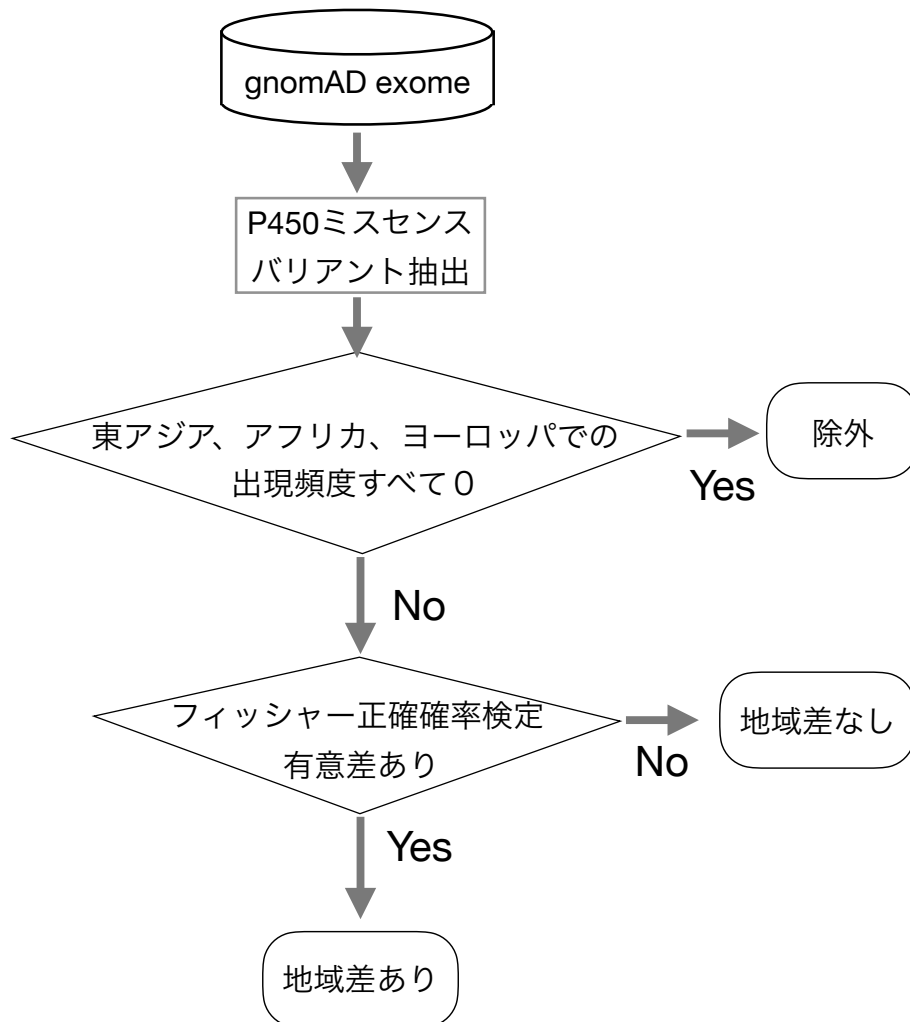 gnomAD exome
P450ミスセンス
バリアント抽出
東アジア、アフリカ、ヨーロッパでの
出現頻度すべて０
Yes
除外
No
フィッシャー正確確率検定
有意差あり
No
地域差なし
Yes
地域差あり